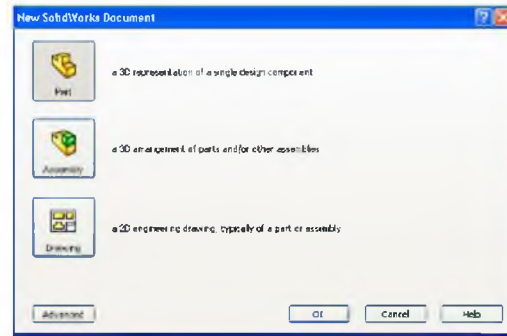 New SolidWorks Document
Part
a 3D representation of a single design component
Assembly
a 3D arrangement of parts and/or other assemblies
Drawing
a 2D engineering drawing, typically of a part or assembly
Advanced
OK
Cancel
Help